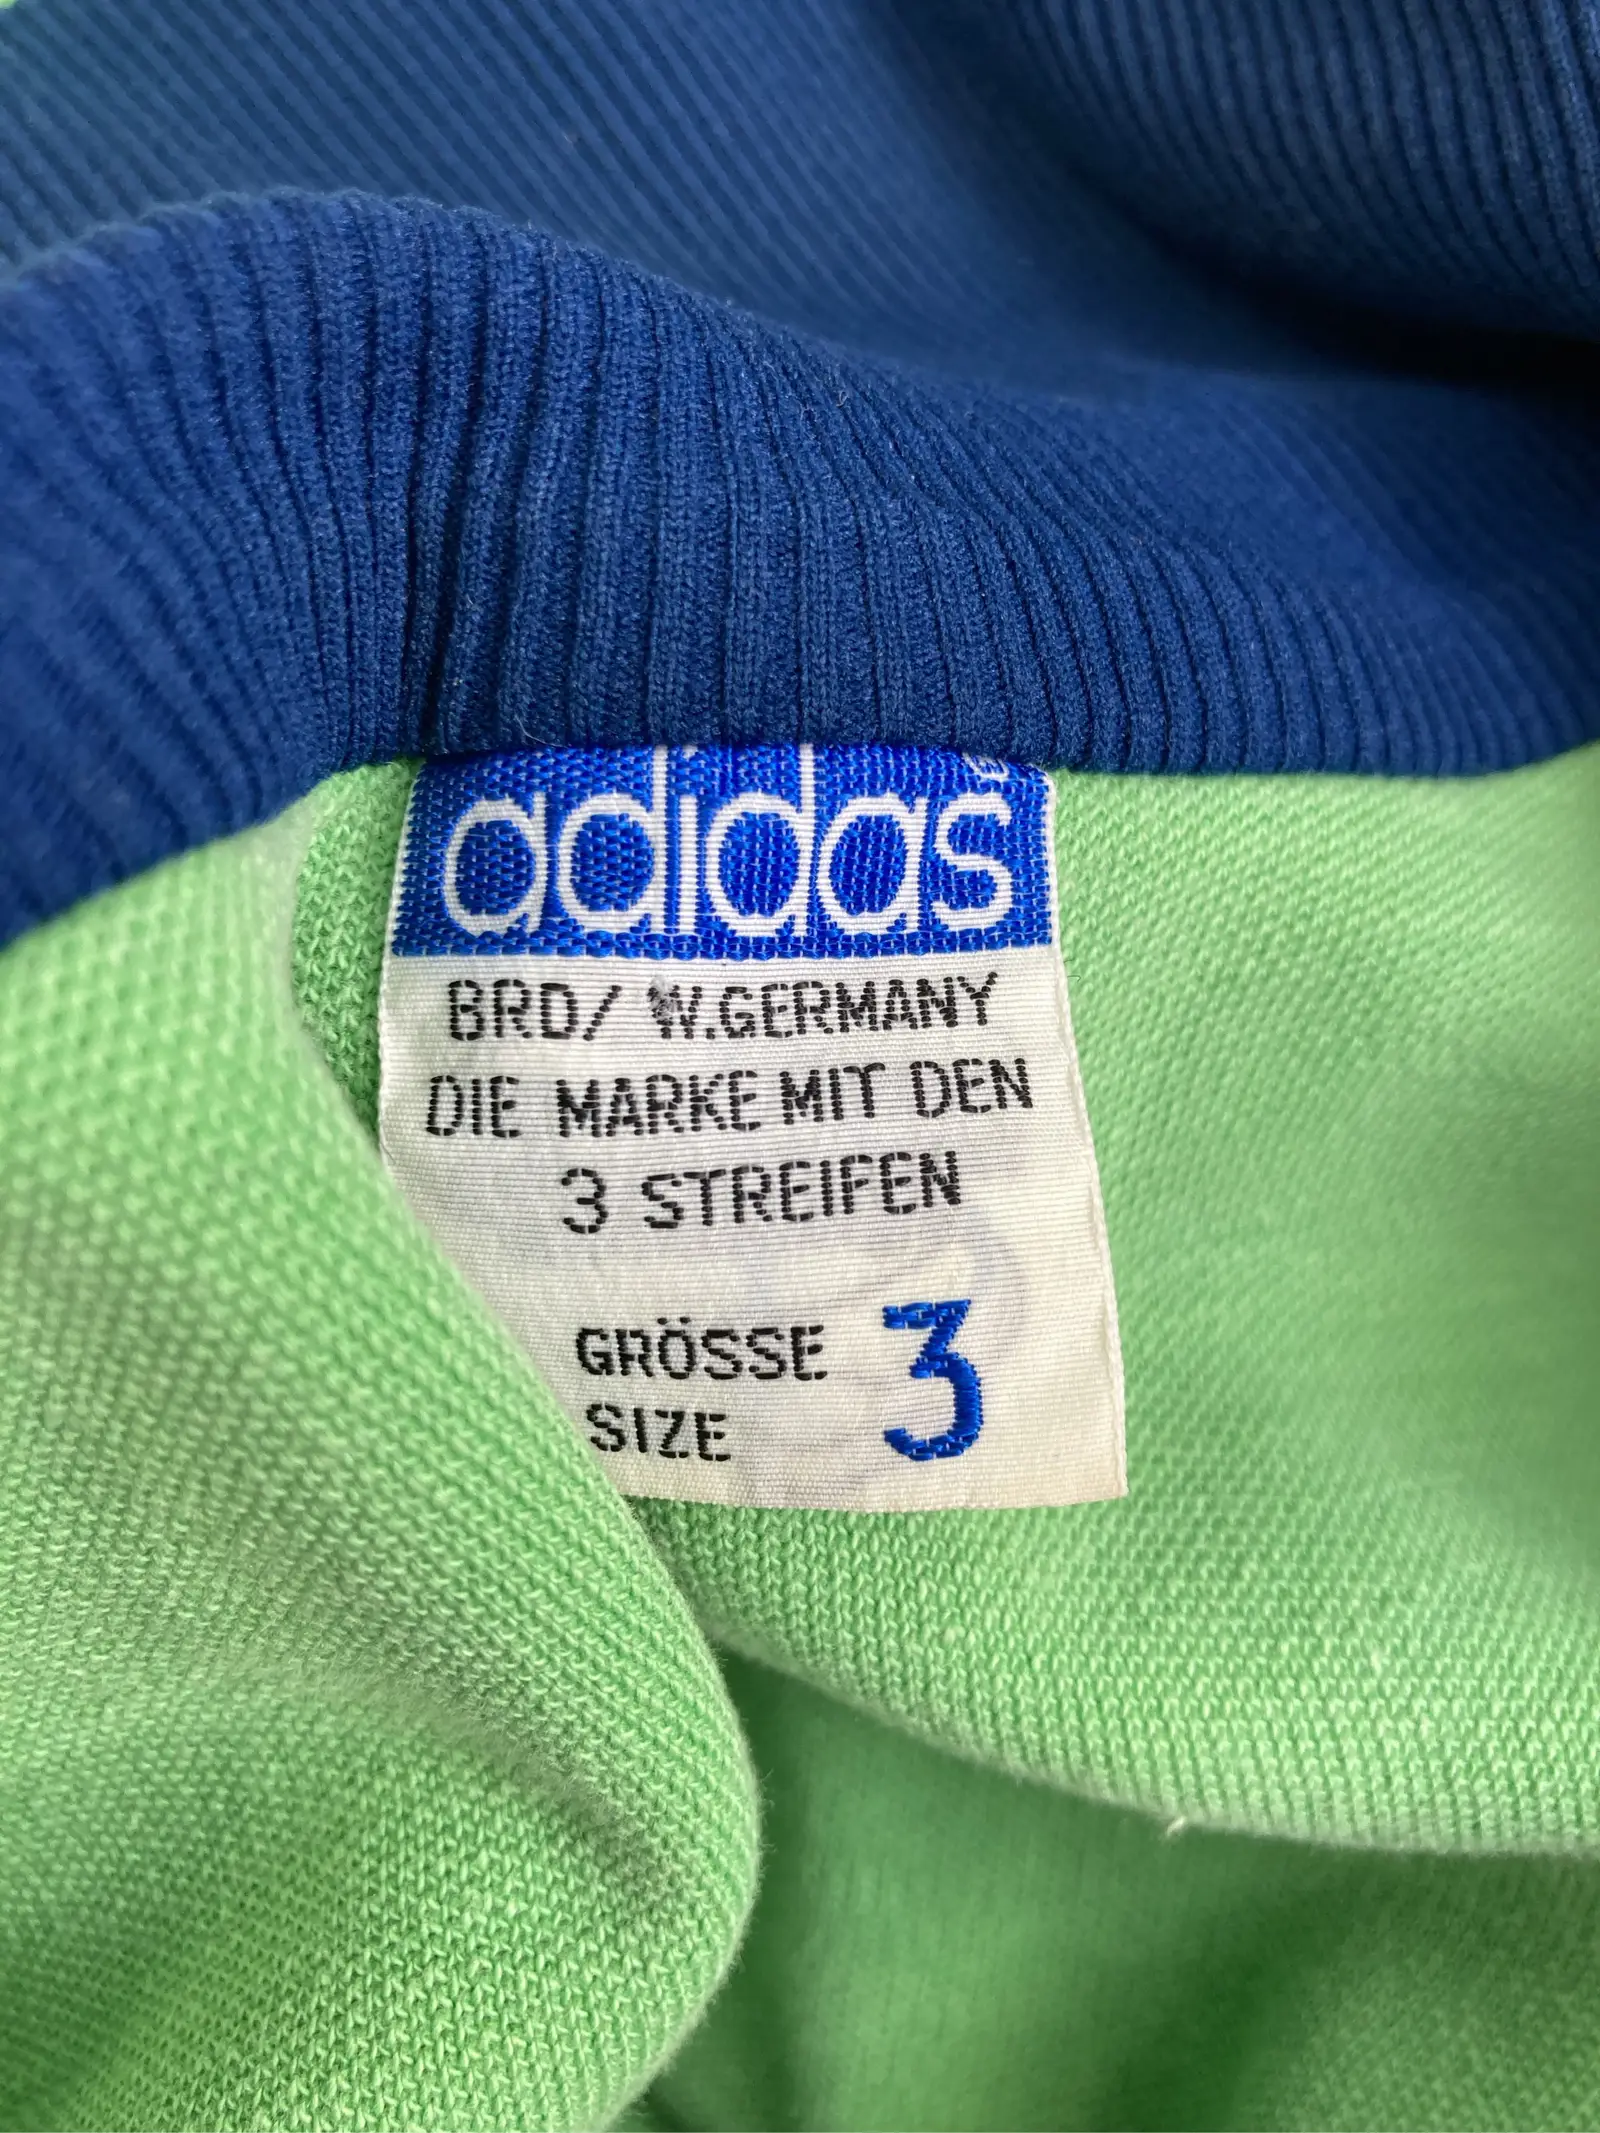 adidas
BRD/ W.GERMANY
DIE MARKE MIT DEN
3 STREIFEN
GRÖSSE 3
SIZE